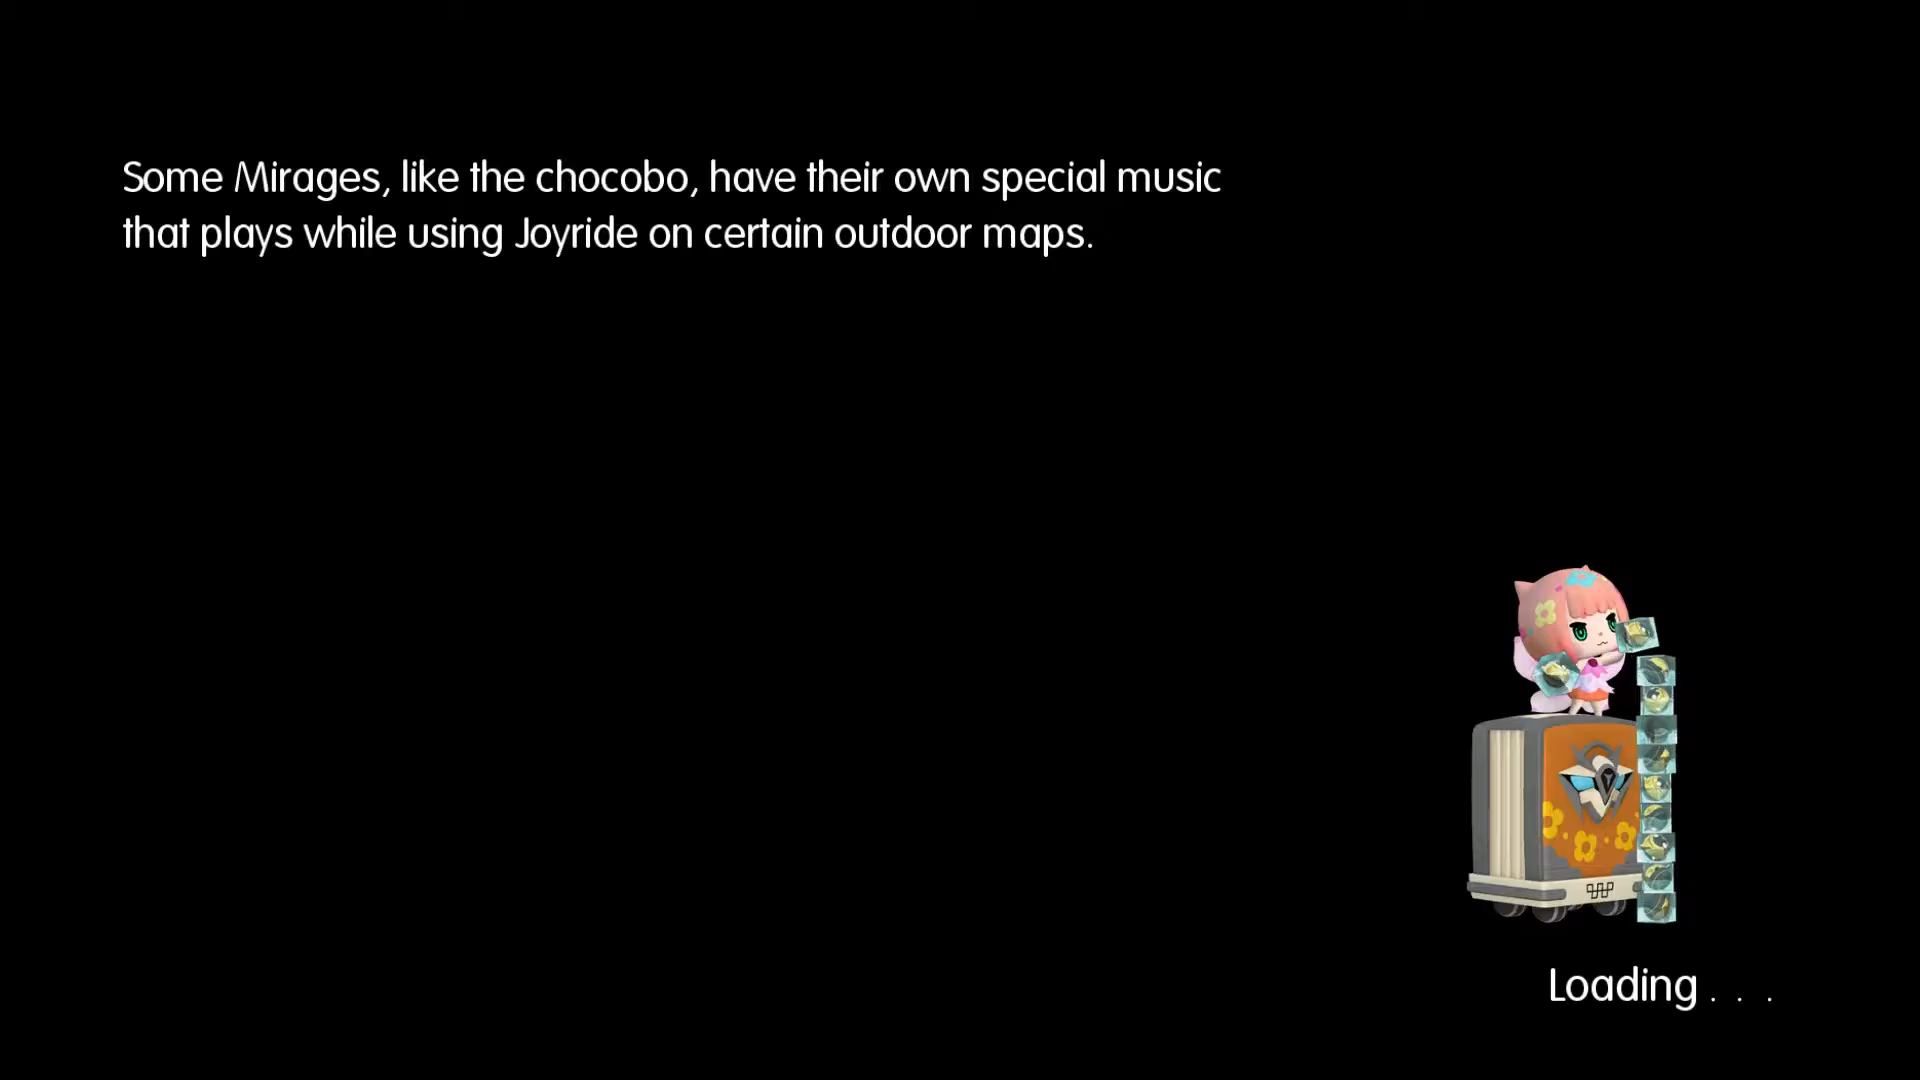 Some Mirages, like the chocobo, have their own special music
that plays while using Joyride on certain outdoor maps.
Loading . . .